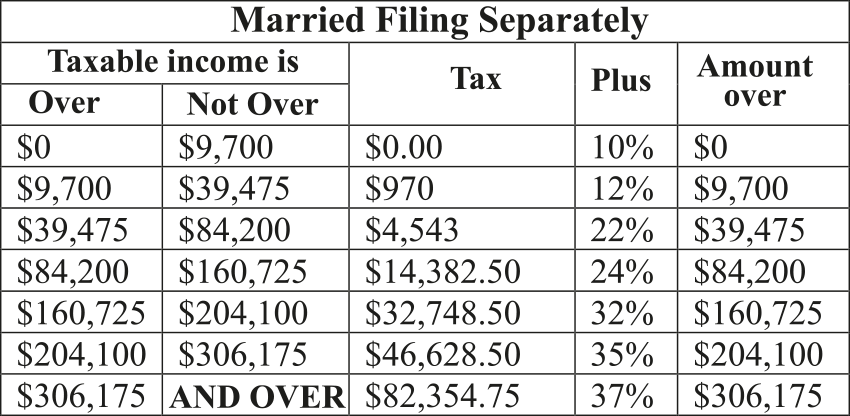 Married Filing Separately
Taxable income is Tax Plus Amount over
Over Not Over
$0 $9,700 $0.00 10% $0
$9,700 $39,475 $970 12% $9,700
$39,475 $84,200 $4,543 22% $39,475
$84,200 $160,725 $14,382.50 24% $84,200
$160,725 $204,100 $32,748.50 32% $160,725
$204,100 $306,175 $46,628.50 35% $204,100
$306,175 AND OVER $82,354.75 37% $306,175